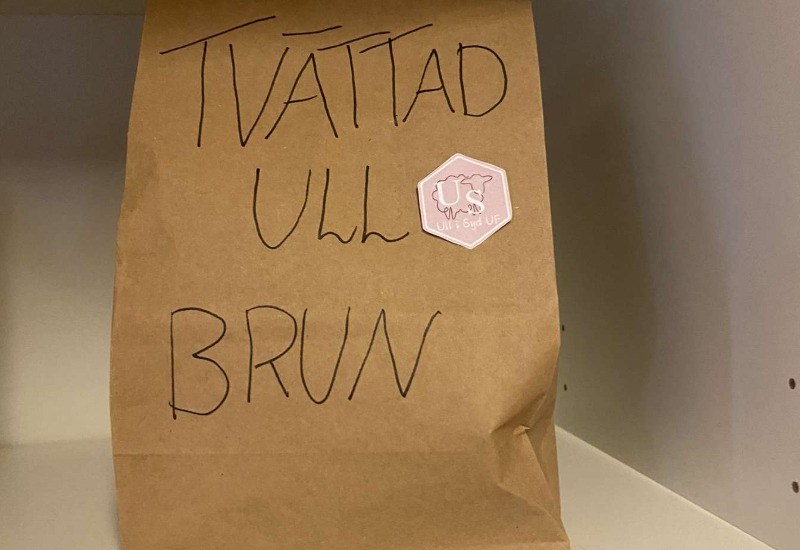 TVÄTTAD
ULL
US
Ull i Syd UF
BRUN